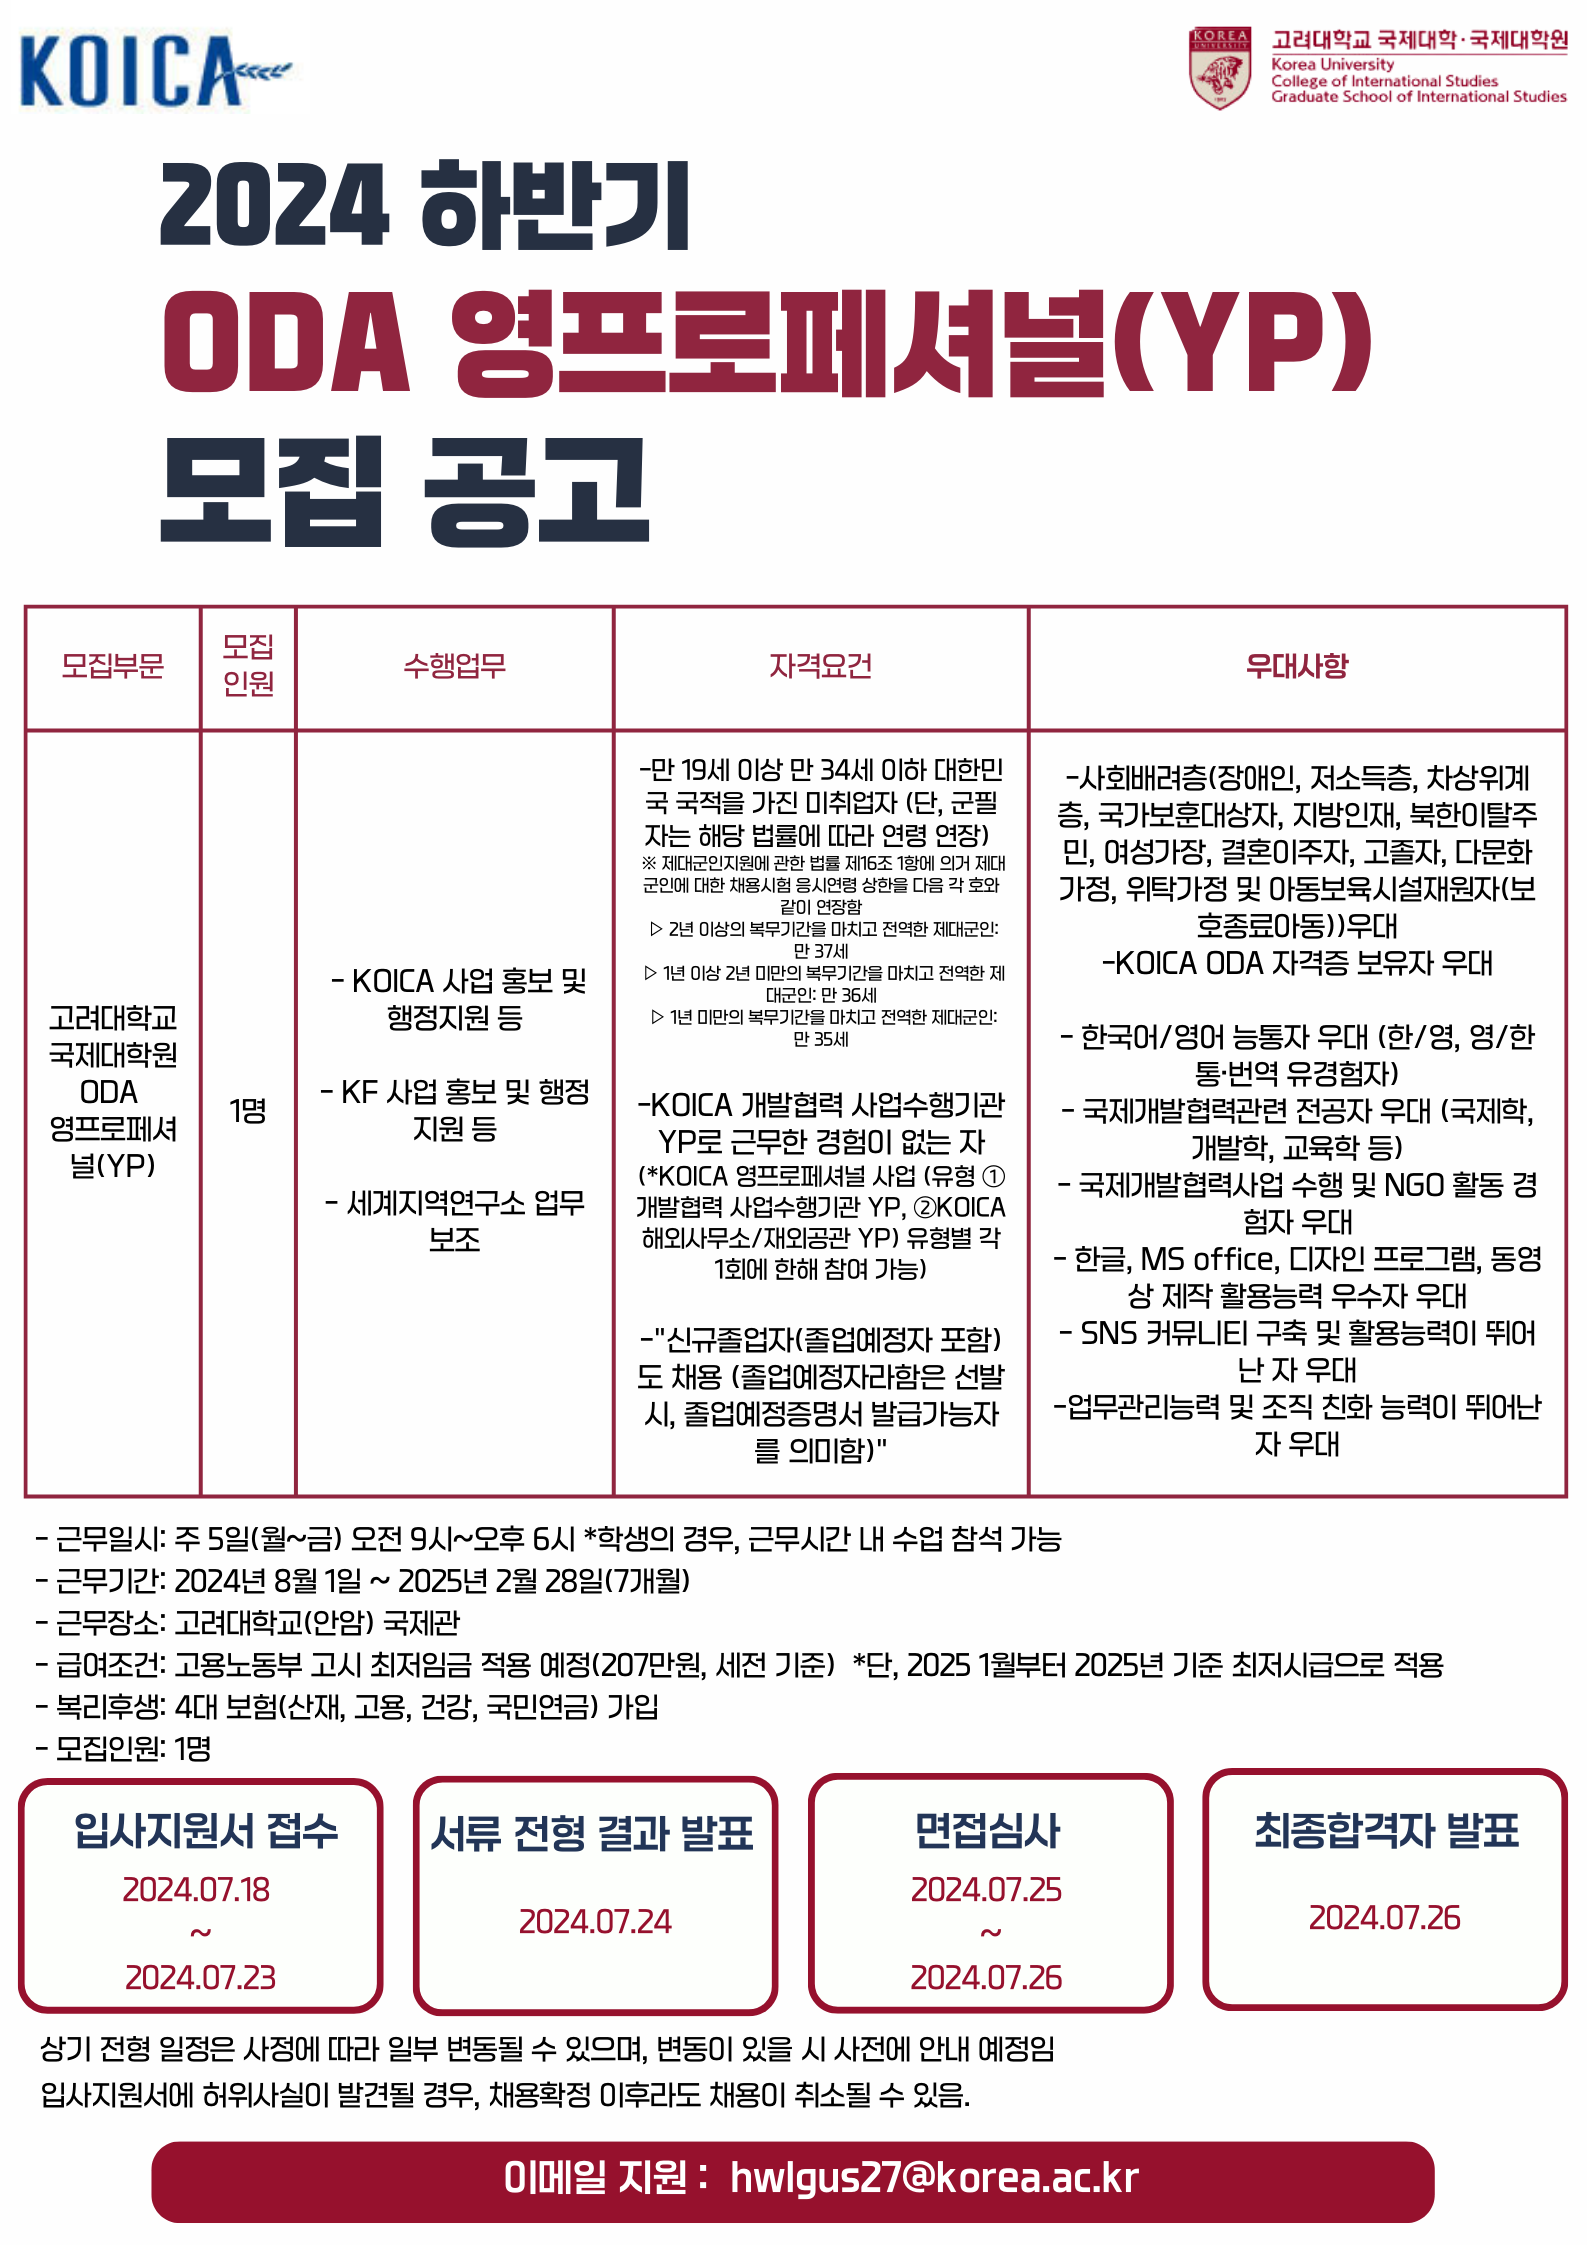 KOICA
KOREA
UNIVERSITY
1905
고려대학교 국제대학·국제대학원
Korea University
College of International Studies
Graduate School of International Studies
2024 하반기
ODA 영프로페셔널(YP)
모집 공고
모집부문
모집
인원
수행업무
자격요건
우대사항
고려대학교
국제대학원
ODA
영프로페셔
널(YP)
1명
- KOICA 사업 홍보 및
행정지원 등
- KF 사업 홍보 및 행정
지원 등
- 세계지역연구소 업무
보조
-만 19세 이상 만 34세 이하 대한민
국 국적을 가진 미취업자 (단, 군필
자는 해당 법률에 따라 연령 연장)
※ 제대군인지원에 관한 법률 제16조 1항에 의거 제대
군인에 대한 채용시험 응시연령 상한을 다음 각 호와
같이 연장함
▷ 2년 이상의 복무기간을 마치고 전역한 제대군인:
만 37세
▷ 1년 이상 2년 미만의 복무기간을 마치고 전역한 제
대군인: 만 36세
▷ 1년 미만의 복무기간을 마치고 전역한 제대군인:
만 35세
-KOICA 개발협력 사업수행기관
YP로 근무한 경험이 없는 자
(*KOICA 영프로페셔널 사업 (유형 ①
개발협력 사업수행기관 YP, ②KOICA
해외사무소/재외공관 YP) 유형별 각
1회에 한해 참여 가능)
-"신규졸업자(졸업예정자 포함)
도 채용 (졸업예정자라함은 선발
시, 졸업예정증명서 발급가능자
를 의미함)"
-사회배려층(장애인, 저소득층, 차상위계
층, 국가보훈대상자, 지방인재, 북한이탈주
민, 여성가장, 결혼이주자, 고졸자, 다문화
가정, 위탁가정 및 아동보육시설재원자(보
호종료아동))우대
-KOICA ODA 자격증 보유자 우대
- 한국어/영어 능통자 우대 (한/영, 영/한
통·번역 유경험자)
- 국제개발협력관련 전공자 우대 (국제학,
개발학, 교육학 등)
- 국제개발협력사업 수행 및 NGO 활동 경
험자 우대
- 한글, MS office, 디자인 프로그램, 동영
상 제작 활용능력 우수자 우대
- SNS 커뮤니티 구축 및 활용능력이 뛰어
난 자 우대
-업무관리능력 및 조직 친화 능력이 뛰어난
자 우대
- 근무일시: 주 5일(월~금) 오전 9시~오후 6시 *학생의 경우, 근무시간 내 수업 참석 가능
- 근무기간: 2024년 8월 1일 ~ 2025년 2월 28일(7개월)
- 근무장소: 고려대학교(안암) 국제관
- 급여조건: 고용노동부 고시 최저임금 적용 예정(207만원, 세전 기준) *단, 2025 1월부터 2025년 기준 최저시급으로 적용
- 복리후생: 4대 보험(산재, 고용, 건강, 국민연금) 가입
- 모집인원: 1명
입사지원서 접수
2024.07.18
~
2024.07.23
서류 전형 결과 발표
2024.07.24
면접심사
2024.07.25
~
2024.07.26
최종합격자 발표
2024.07.26
상기 전형 일정은 사정에 따라 일부 변동될 수 있으며, 변동이 있을 시 사전에 안내 예정임
입사지원서에 허위사실이 발견될 경우, 채용확정 이후라도 채용이 취소될 수 있음.
이메일 지원 : hwlgus27@korea.ac.kr